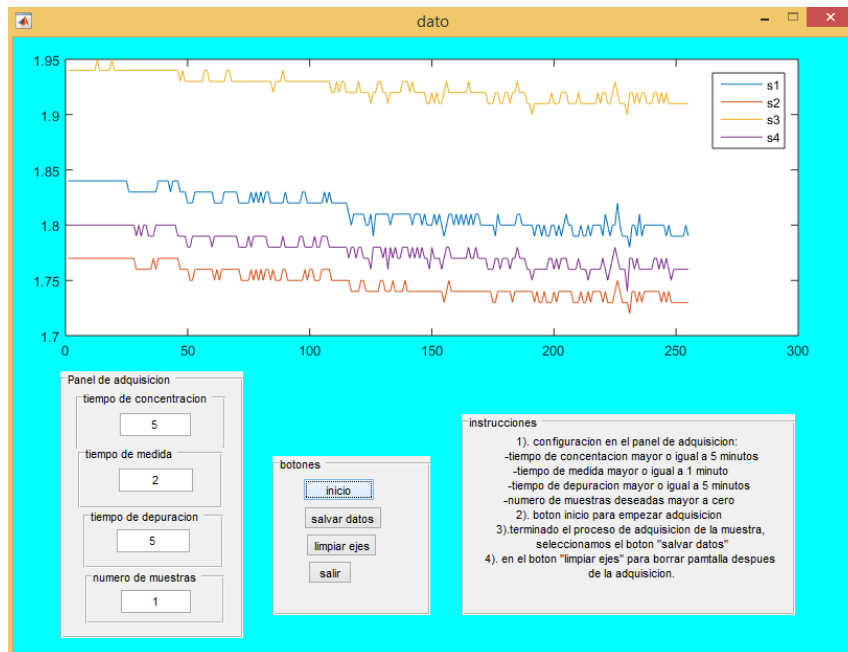 dato
1.95
1.9
1.85
1.8
1.75
1.7
0
50
100
150
200
250
300
s1
s2
s3
s4
Panel de adquisicion
tiempo de concentracion
5
tiempo de medida
2
tiempo de depuracion
5
numero de muestras
1
botones
inicio
salvar datos
limpiar ejes
salir
instrucciones
1). configuracion en el panel de adquisicion:
-tiempo de concentacion mayor o igual a 5 minutos
-tiempo de medida mayor o igual a 1 minuto
-tiempo de depuracion mayor o igual a 5 minutos
-numero de muestras deseadas mayor a cero
2). boton inicio para empezar adquisicion
3).terminado el proceso de adquisicion de la muestra,
seleccionamos el boton "salvar datos"
4). en el boton "limpiar ejes" para borrar pamtalla despues
de la adquisicion.